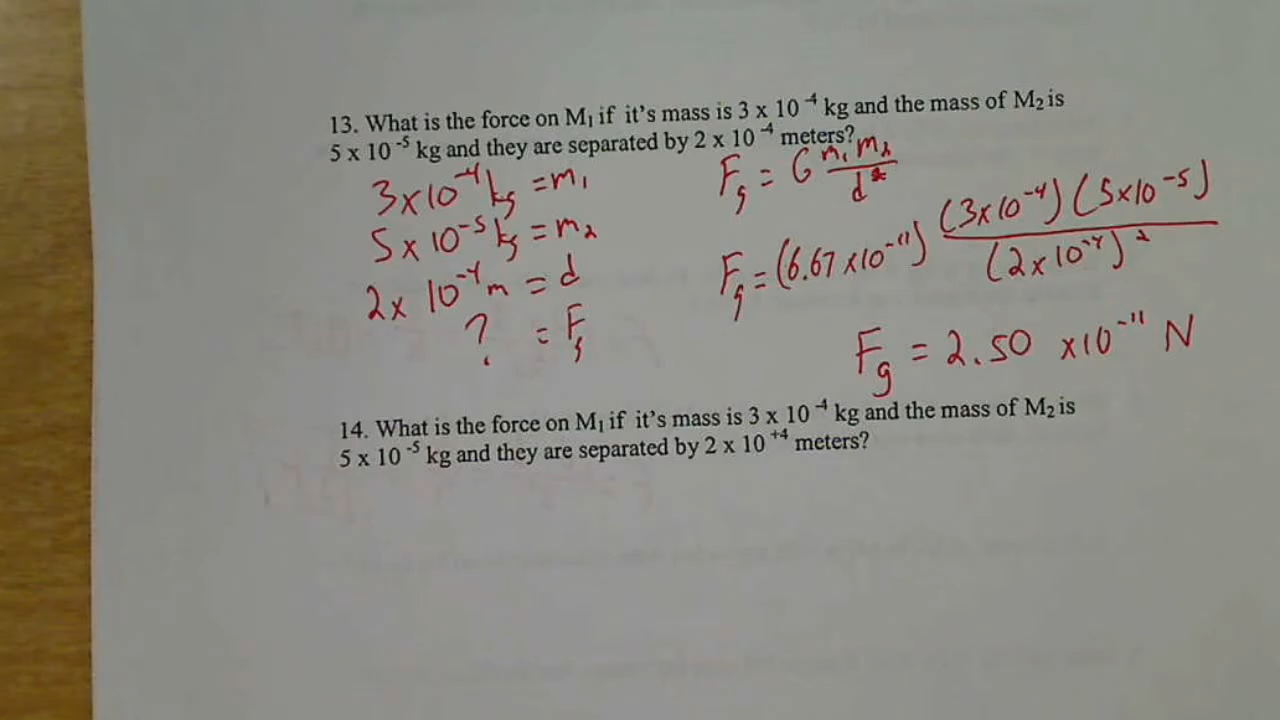 13. What is the force on M₁ if it's mass is 3 x 10⁻⁴ kg and the mass of M₂ is
5 x 10⁻⁵ kg and they are separated by 2 x 10⁻⁴ meters?
3x10⁻⁴ kg = m₁
5 x 10⁻⁵ kg = m₂
2x 10⁻⁴ m = d
? = Fg
Fg = G m₁m₂/d²
Fg = (6.67 x10⁻¹¹) (3x10⁻⁴)(5x10⁻⁵)/(2x10⁻⁴)²
Fg = 2.50 x10⁻¹¹ N
14. What is the force on M₁ if it's mass is 3 x 10⁻⁴ kg and the mass of M₂ is
5 x 10⁻⁵ kg and they are separated by 2 x 10⁺⁴ meters?